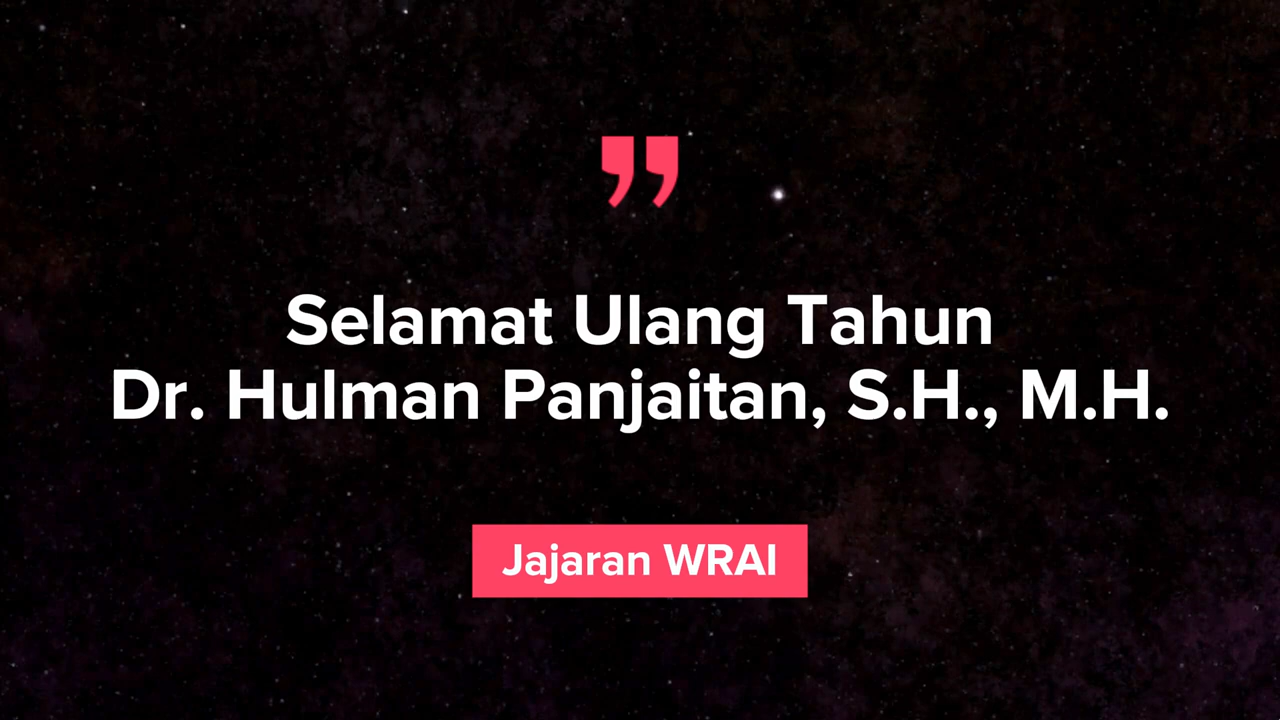 ”
Selamat Ulang Tahun
Dr. Hulman Panjaitan, S.H., M.H.
Jajaran WRAI